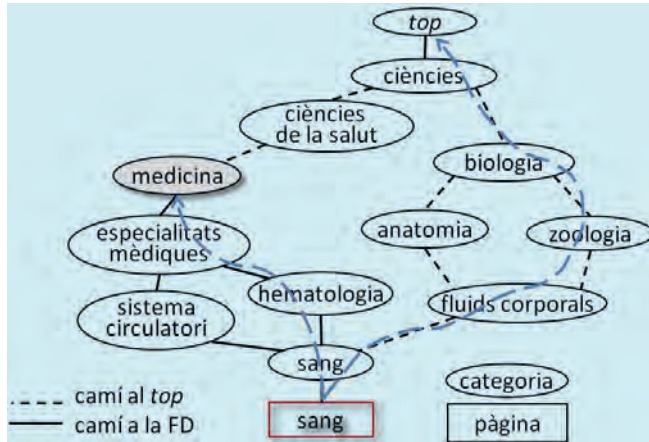 top
ciències
ciències
de la salut
biologia
medicina
anatomia
zoologia
especialitats
mèdiques
hematologia
fluids corporals
sistema
circulatori
sang
categoria
camí al top
camí a la FD
sang
pàgina